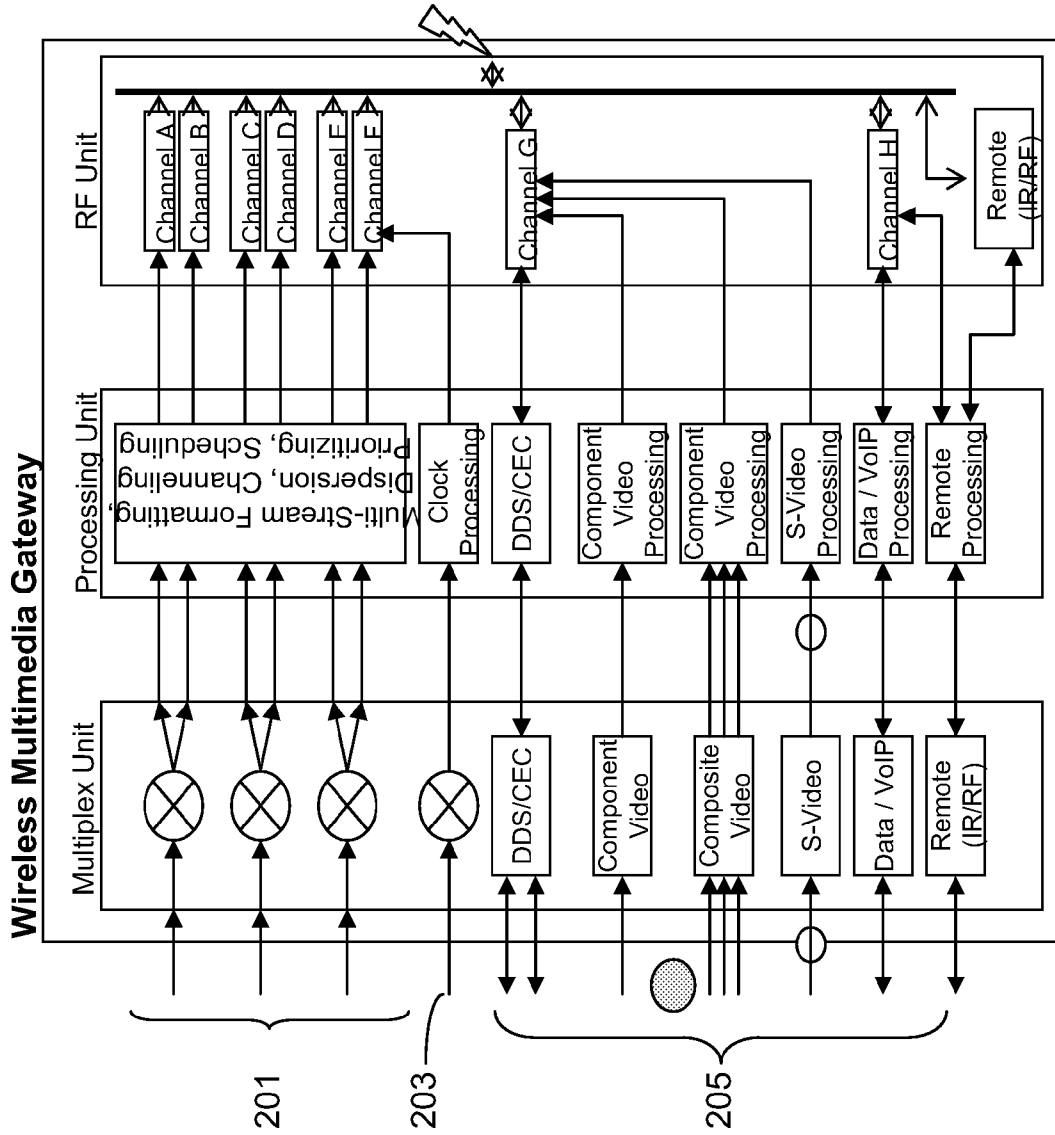 Wireless Multimedia Gateway
Multiplex Unit
Processing Unit
RF Unit
201
203
205
DDS/CEC
Component
Video
Composite
Video
S-Video
Data / VoIP
Remote
(IR/RF)
Multi-Stream Formatting,
Dispersion, Channeling
Prioritizing, Scheduling
Clock
Processing
DDS/CEC
Component
Video
Processing
Component
Video
Processing
S-Video
Processing
Data / VoIP
Processing
Remote
Processing
Channel A
Channel B
Channel C
Channel D
Channel E
Channel F
Channel G
Channel H
Remote
(IR/RF)